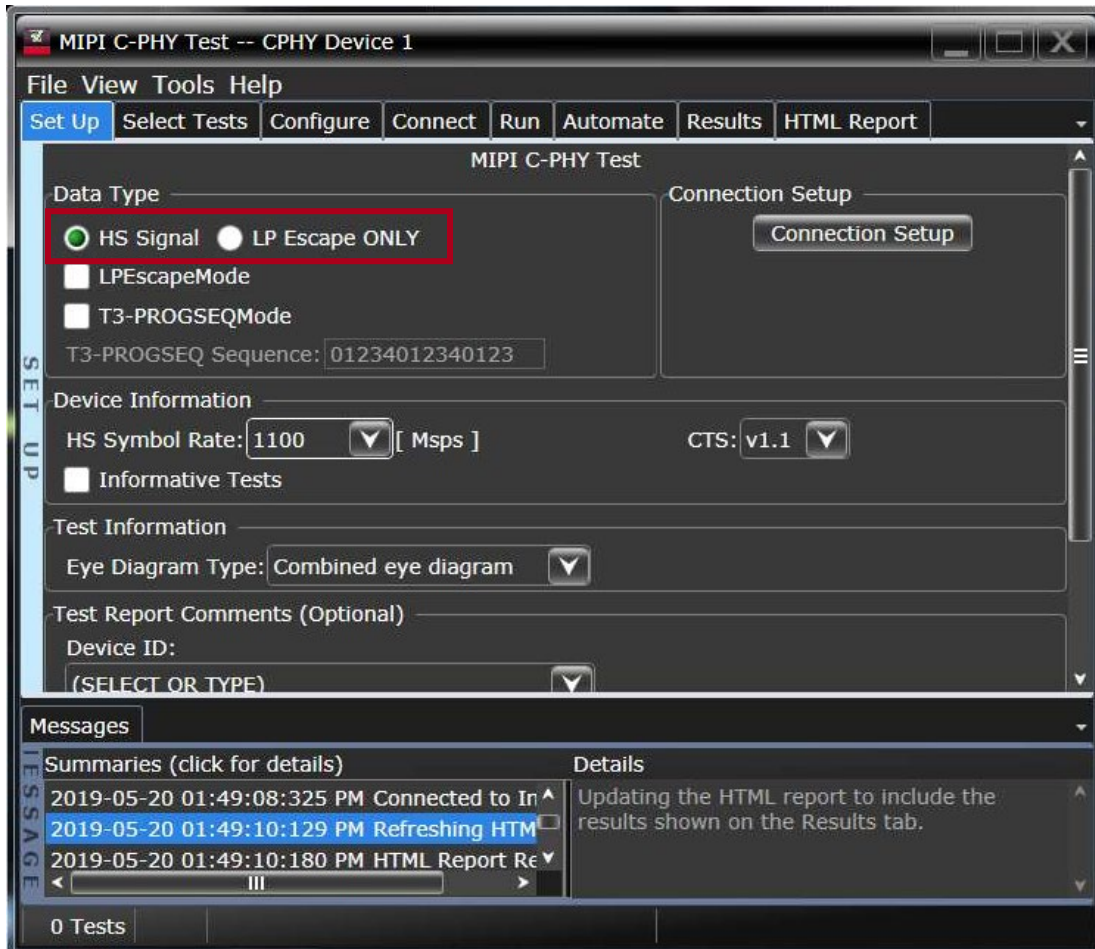 MIPI C-PHY Test -- CPHY Device 1
File View Tools Help
Set Up Select Tests Configure Connect Run Automate Results HTML Report
MIPI C-PHY Test
Data Type
Connection Setup
HS Signal LP Escape ONLY
Connection Setup
LPEscapeMode
T3-PROGSEQMode
T3-PROGSEQ Sequence: 01234012340123
SET UP
Device Information
HS Symbol Rate: 1100 [ Msps ] CTS: v1.1
Informative Tests
Test Information
Eye Diagram Type: Combined eye diagram
Test Report Comments (Optional)
Device ID:
(SELECT OR TYPE)
Messages
Summaries (click for details) Details
2019-05-20 01:49:08:325 PM Connected to
2019-05-20 01:49:10:129 PM Refreshing HTM
2019-05-20 01:49:10:180 PM HTML Report Re
Updating the HTML report to include the
results shown on the Results tab.
0 Tests